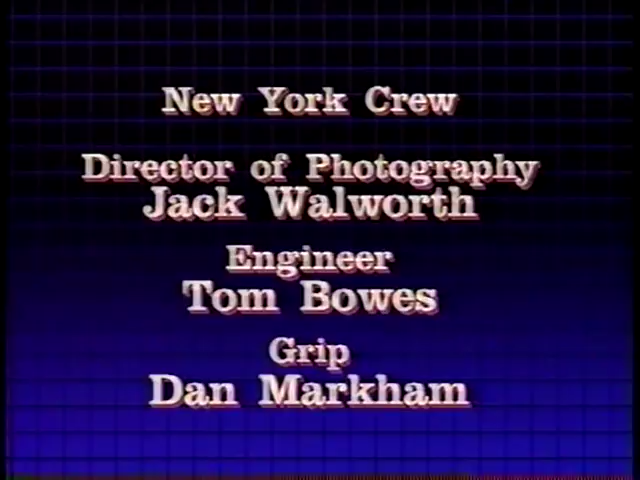 New York Crew
Director of Photography
Jack Walworth
Engineer
Tom Bowes
Grip
Dan Markham